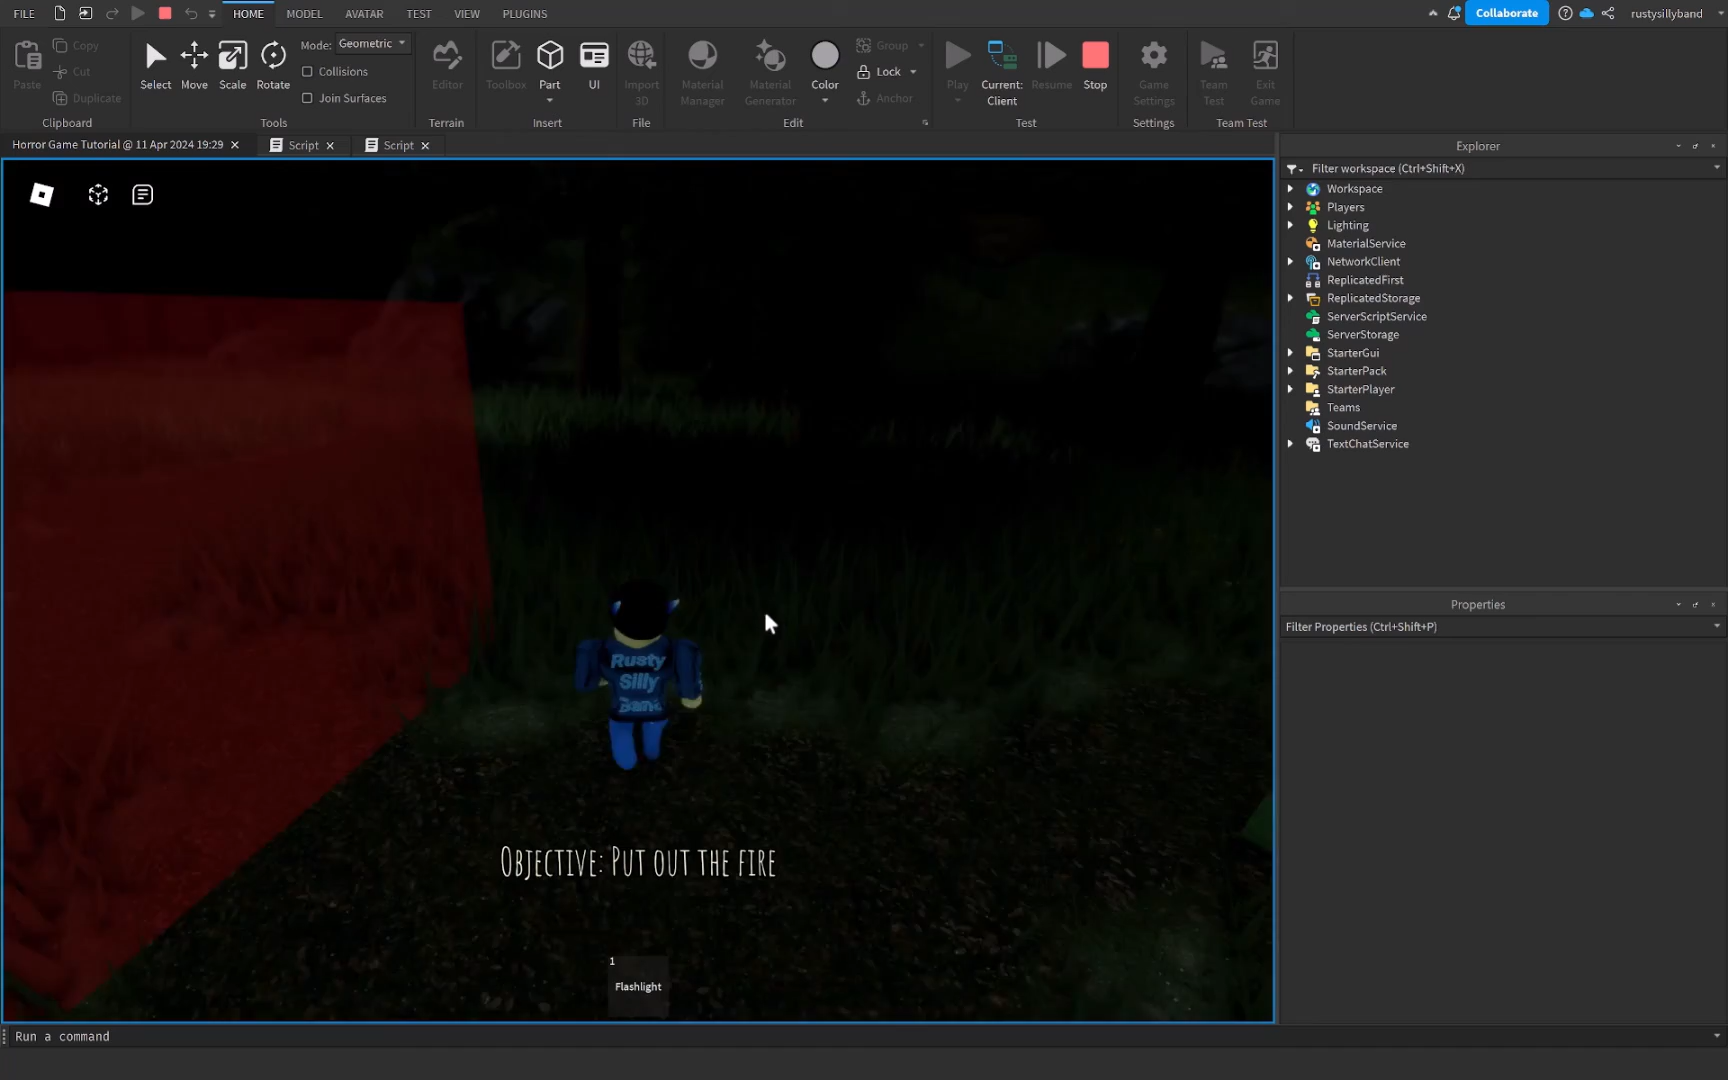 FILE HOME MODEL AVATAR TEST VIEW PLUGINS Collaborate rustysillyband
Paste Copy Cut Duplicate
Clipboard
Select Move Scale Rotate
Mode: Geometric
Collisions
Join Surfaces
Tools
Editor
Terrain
Toolbox Part UI
Insert
Import 3D
File
Material Manager Material Generator Color
Group
Lock
Anchor
Edit
Play Current: Client Resume Stop
Test
Game Settings
Settings
Team Test Exit Game
Team Test
Horror Game Tutorial @ 11 Apr 2024 19:29 Script Script
Explorer
Filter workspace (Ctrl+Shift+X)
Workspace
Players
Lighting
MaterialService
NetworkClient
ReplicatedFirst
ReplicatedStorage
ServerScriptService
ServerStorage
StarterGui
StarterPack
StarterPlayer
Teams
SoundService
TextChatService
Properties
Filter Properties (Ctrl+Shift+P)
Rusty
Silly
Band
Objective: Put out the fire
1
Flashlight
Run a command